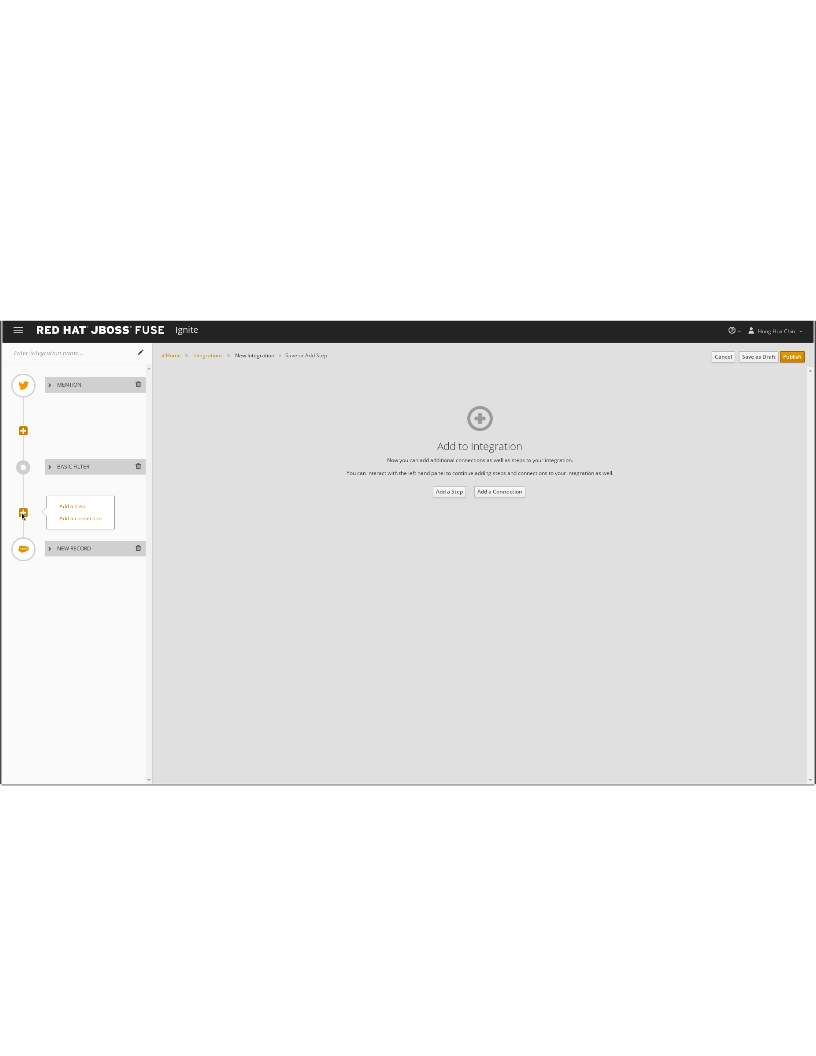 RED HAT JBOSS FUSE Ignite
Hong Hua Chin
Enter integration name...
Home > Integrations > New Integration > Save or Add Step
Cancel Save as Draft Publish
MENTION
BASIC FILTER
Add a step
Add a connection
NEW RECORD
Add to Integration
Now you can add additional connections as well as steps to your integration.
You can interact with the left hand panel to continue adding steps and connections to your integration as well.
Add a Step Add a Connection